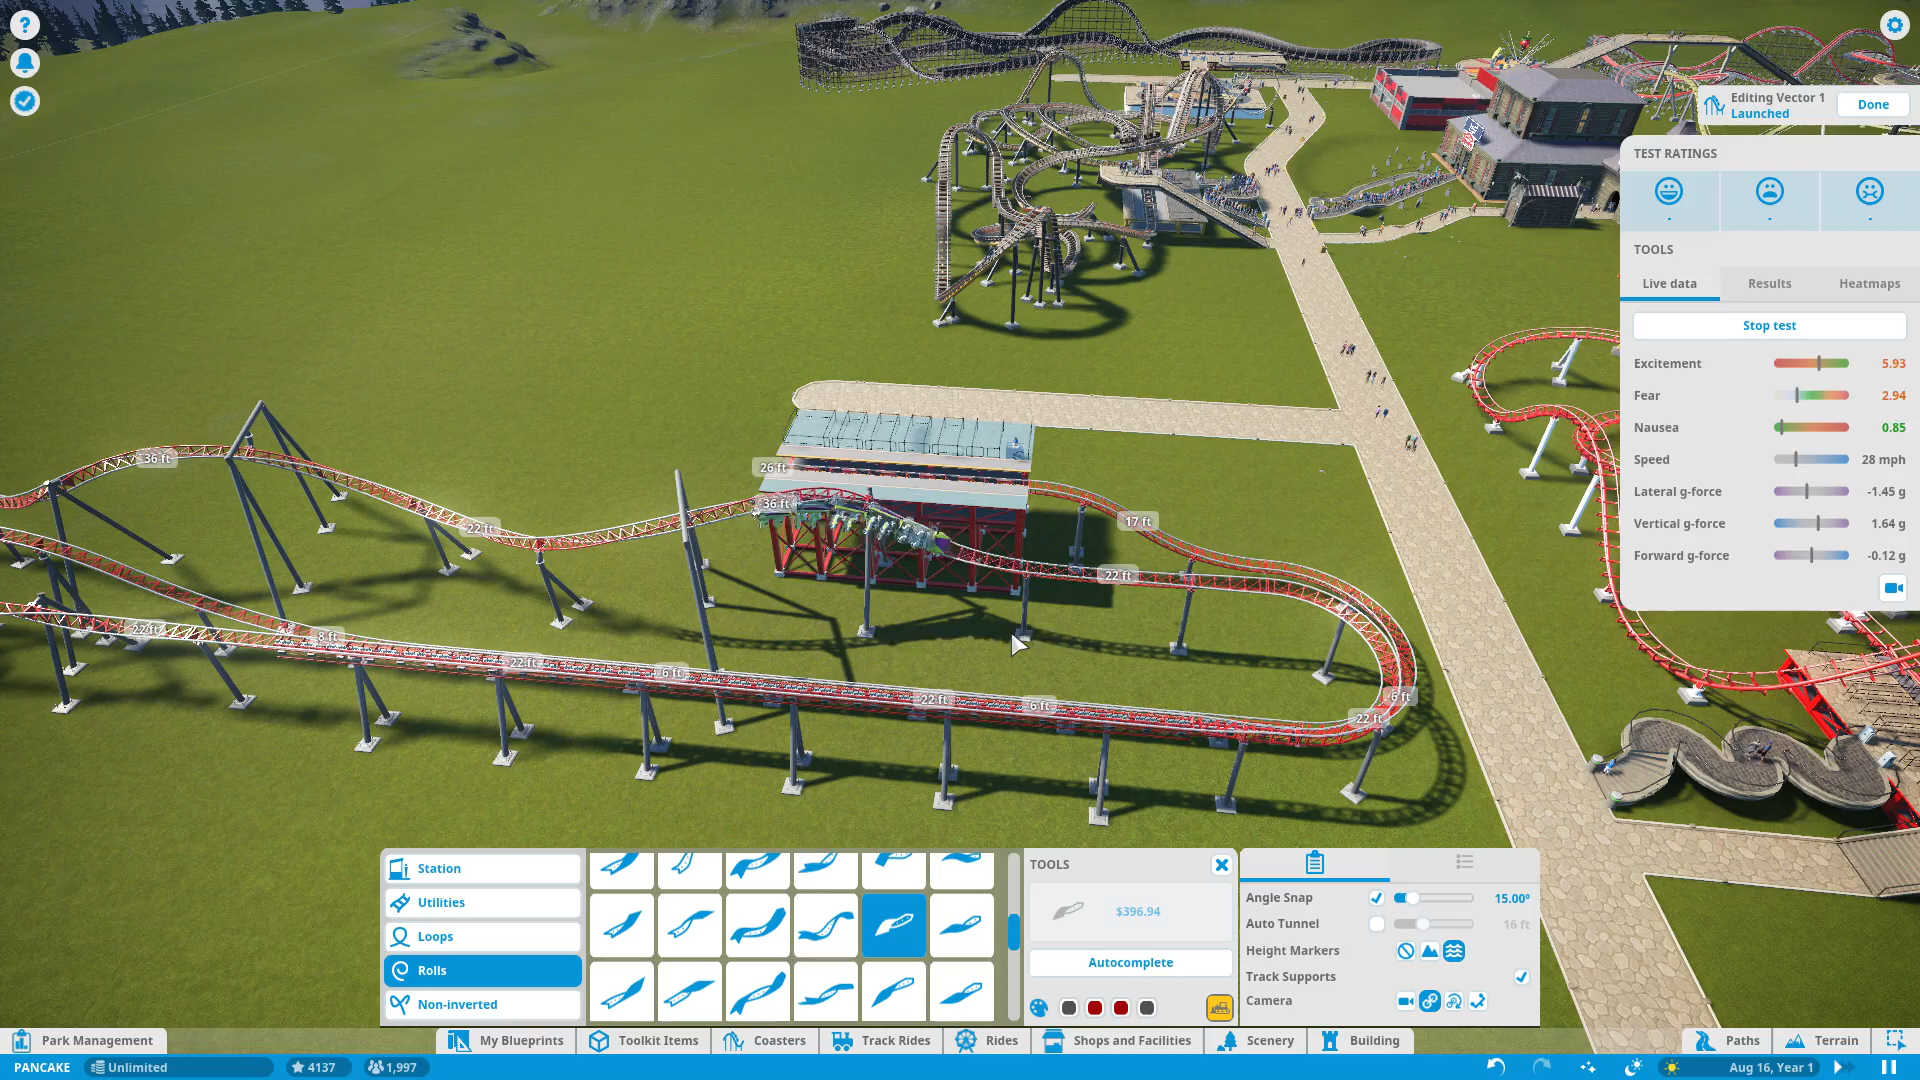 Editing Vector 1
Launched
Done
TEST RATINGS
-
-
-
TOOLS
Live data
Results
Heatmaps
Stop test
Excitement
5.93
Fear
2.94
Nausea
0.85
Speed
28 mph
Lateral g-force
-1.45 g
Vertical g-force
1.64 g
Forward g-force
-0.12 g
36 ft
26 ft
36 ft
22 ft
17 ft
22 ft
22 ft
8 ft
22 ft
6 ft
22 ft
6 ft
6 ft
22 ft
Station
Utilities
Loops
Rolls
Non-inverted
TOOLS
$396.94
Autocomplete
Angle Snap
15.00°
Auto Tunnel
16 ft
Height Markers
Track Supports
Camera
Park Management
My Blueprints
Toolkit Items
Coasters
Track Rides
Rides
Shops and Facilities
Scenery
Building
Paths
Terrain
PANCAKE
Unlimited
4137
1,997
Aug 16, Year 1